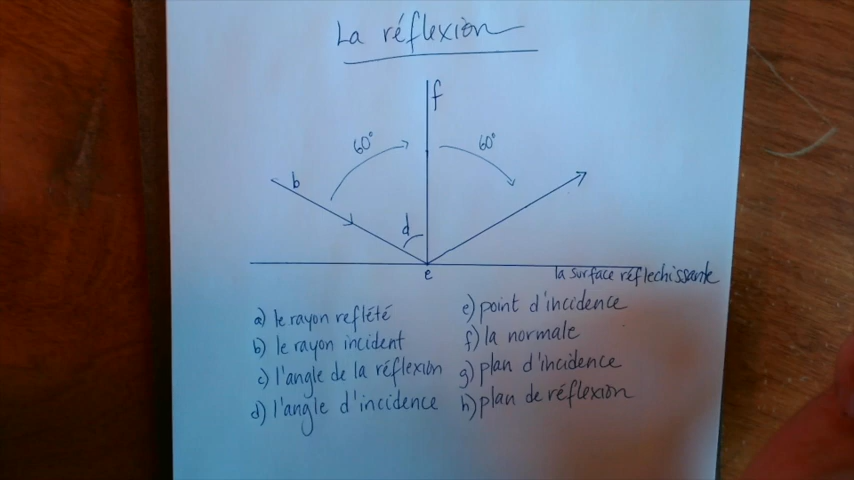 La réflexion
f
60°
60°
b
d
e
la surface réflechissante
a) le rayon reflété
b) le rayon incident
c) l'angle de la réflexion
d) l'angle d'incidence
e) point d'incidence
f) la normale
g) plan d'incidence
h) plan de réflexion